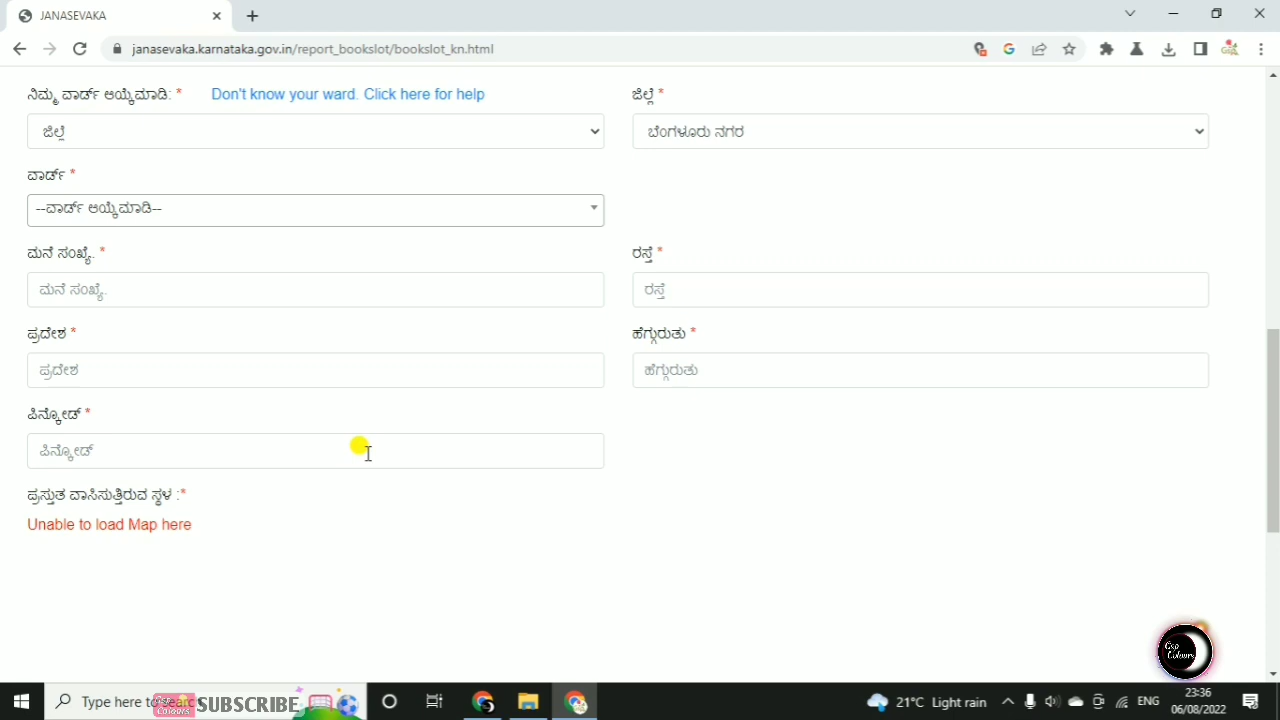 JANASEVAKA
janasevaka.karnataka.gov.in/report_bookslot/bookslot_kn.html
ನಿಮ್ಮ ವಾರ್ಡ್ ಆಯ್ಕೆಮಾಡಿ: * Don't know your ward. Click here for help
ಜಿಲ್ಲೆ *
ಜಿಲ್ಲೆ
ಬೆಂಗಳೂರು ನಗರ
ವಾರ್ಡ್ *
--ವಾರ್ಡ್ ಆಯ್ಕೆಮಾಡಿ--
ಮನೆ ಸಂಖ್ಯೆ. *
ರಸ್ತೆ *
ಮನೆ ಸಂಖ್ಯೆ.
ರಸ್ತೆ
ಪ್ರದೇಶ *
ಹೆಗ್ಗುರುತು *
ಪ್ರದೇಶ
ಹೆಗ್ಗುರುತು
ಪಿನ್ಕೋಡ್ *
ಪಿನ್ಕೋಡ್
ಪ್ರಸ್ತುತ ವಾಸಿಸುತ್ತಿರುವ ಸ್ಥಳ :*
Unable to load Map here
Gsp
Colours
Type here to search
SUBSCRIBE
21°C Light rain
ENG
23:36
06/08/2022